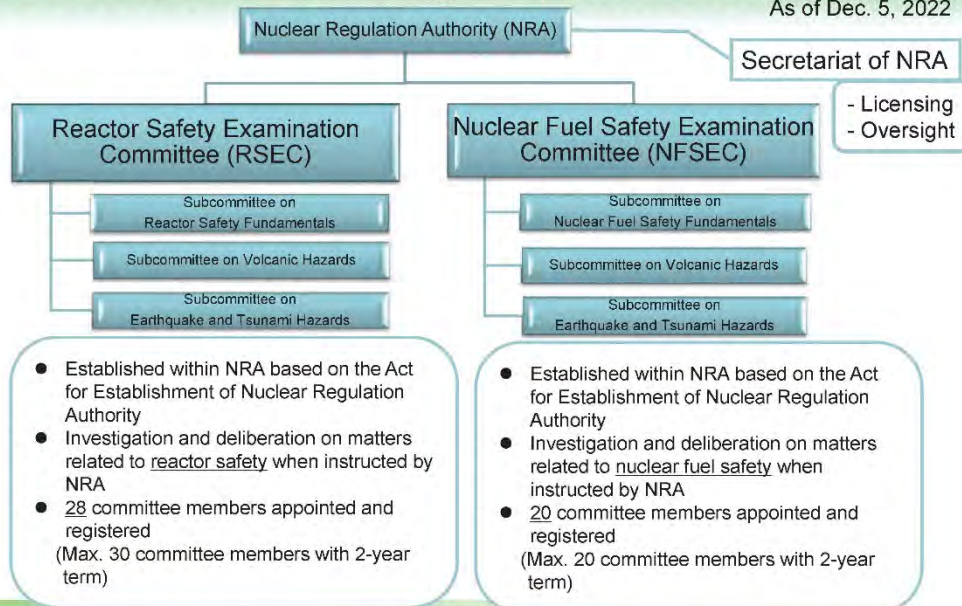 As of Dec. 5, 2022
Nuclear Regulation Authority (NRA)
Secretariat of NRA
- Licensing
- Oversight
Reactor Safety Examination
Committee (RSEC)
Subcommittee on
Reactor Safety Fundamentals
Subcommittee on Volcanic Hazards
Subcommittee on
Earthquake and Tsunami Hazards
Nuclear Fuel Safety Examination
Committee (NFSEC)
Subcommittee on
Nuclear Fuel Safety Fundamentals
Subcommittee on Volcanic Hazards
Subcommittee on
Earthquake and Tsunami Hazards
● Established within NRA based on the Act
for Establishment of Nuclear Regulation
Authority
● Investigation and deliberation on matters
related to reactor safety when instructed by
NRA
● 28 committee members appointed and
registered
(Max. 30 committee members with 2-year
term)
● Established within NRA based on the Act
for Establishment of Nuclear Regulation
Authority
● Investigation and deliberation on matters
related to nuclear fuel safety when
instructed by NRA
● 20 committee members appointed and
registered
(Max. 20 committee members with 2-year
term)